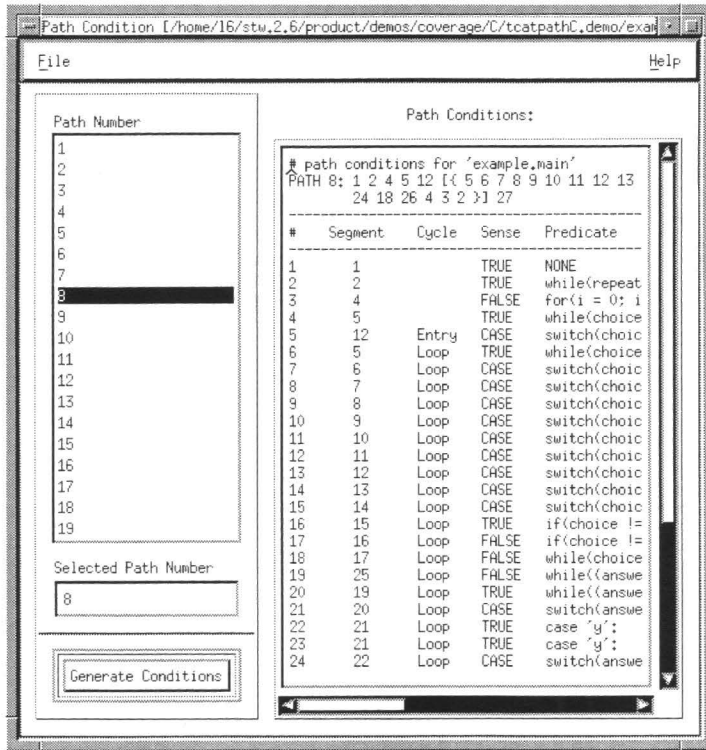 Path Condition [/home/16/stw.2.6/product/demos/coverage/C/tcatpathC.demo/exam
File Help
Path Number
1
2
3
4
5
6
7
8
9
10
11
12
13
14
15
16
17
18
19
Selected Path Number
8
Generate Conditions
Path Conditions:
# path conditions for 'example.main'
PATH 8: 1 2 4 5 12 [{ 5 6 7 8 9 10 11 12 13
24 18 26 4 3 2 }] 27
# Segment Cycle Sense Predicate
1 1 TRUE NONE
2 2 TRUE while(repeat
3 4 FALSE for(i = 0; i
4 5 TRUE while(choice
5 12 Entry CASE switch(choic
6 5 Loop TRUE while(choice
7 6 Loop CASE switch(choic
8 7 Loop CASE switch(choic
9 8 Loop CASE switch(choic
10 9 Loop CASE switch(choic
11 10 Loop CASE switch(choic
12 11 Loop CASE switch(choic
13 12 Loop CASE switch(choic
14 13 Loop CASE switch(choic
15 14 Loop CASE switch(choic
16 15 Loop TRUE if(choice !=
17 16 Loop FALSE if(choice !=
18 17 Loop FALSE while(choice
19 25 Loop FALSE while((answe
20 19 Loop TRUE while((answe
21 20 Loop CASE switch(answe
22 21 Loop TRUE case 'y':
23 21 Loop TRUE case 'y':
24 22 Loop CASE switch(answe